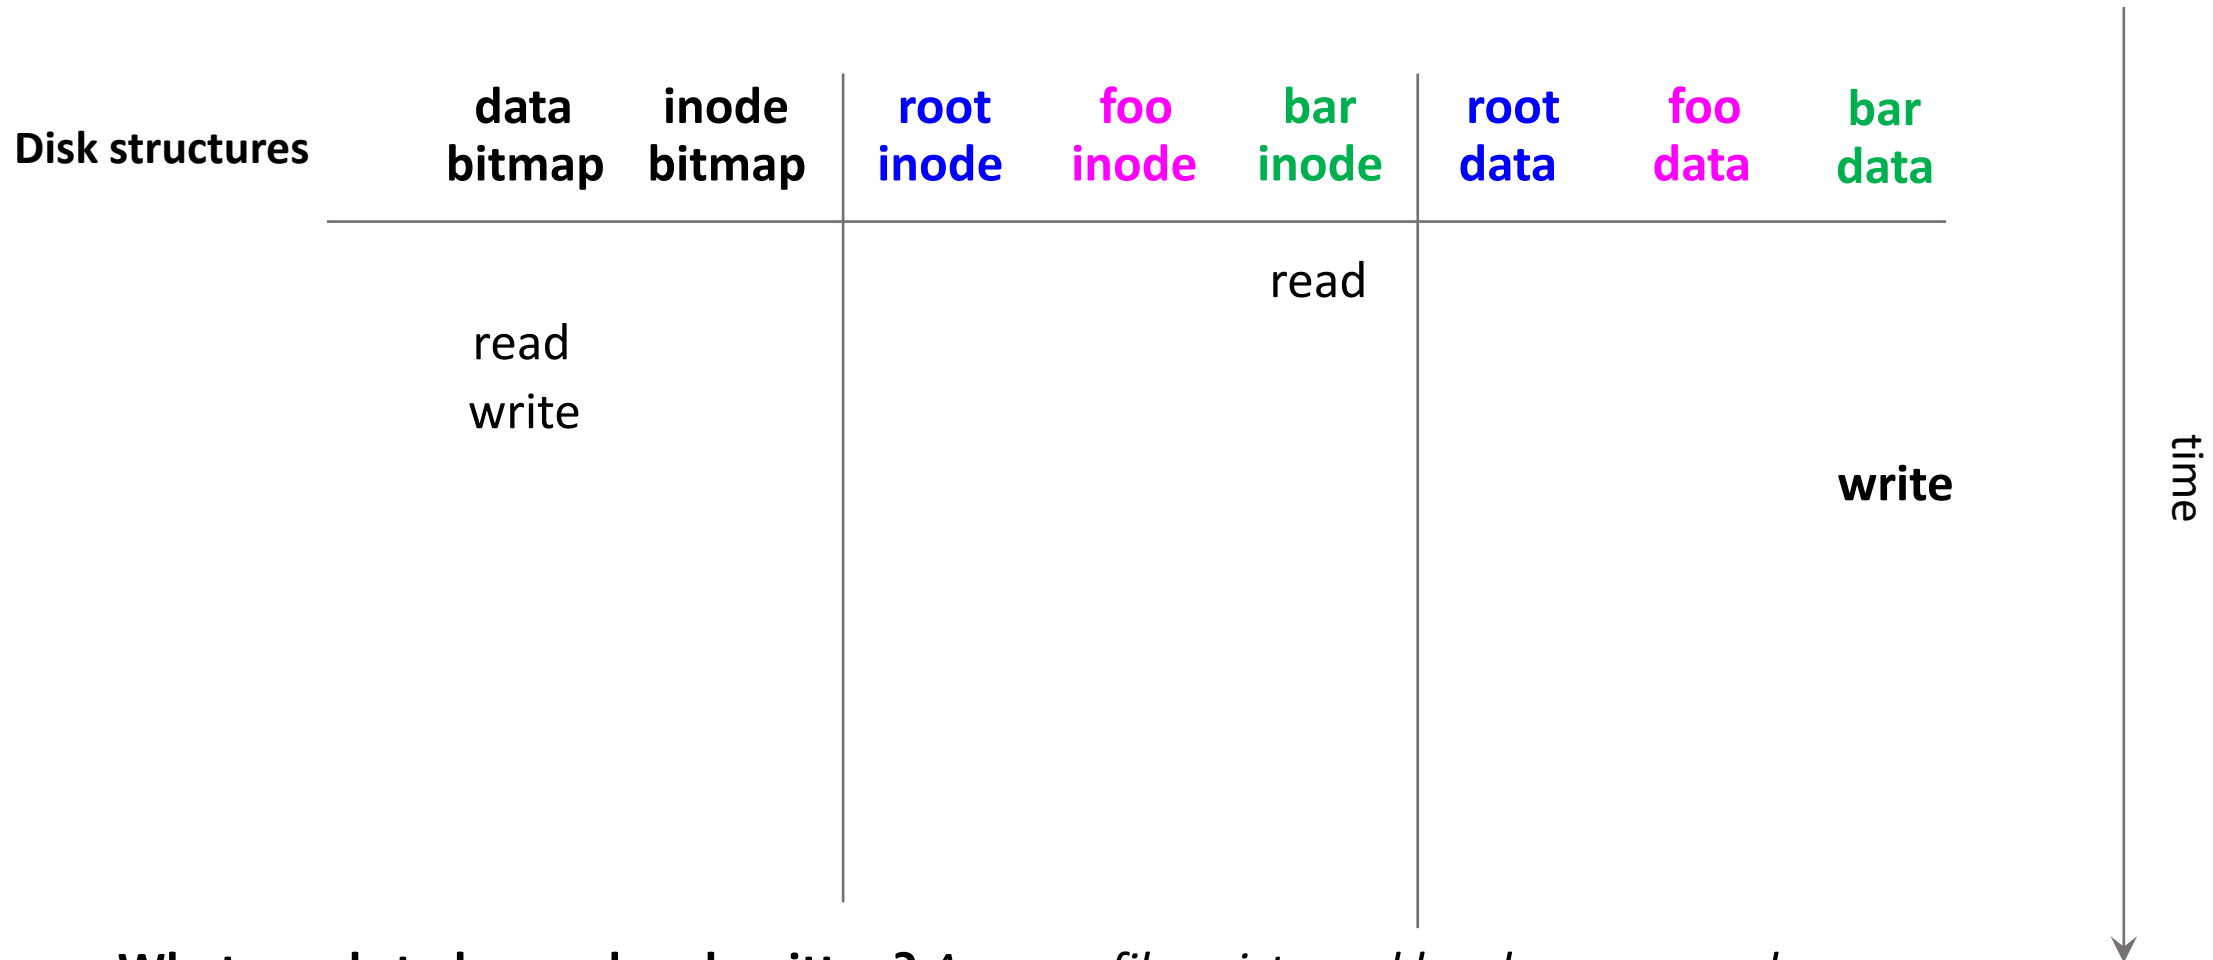 data inode root foo bar root foo bar
Disk structures bitmap bitmap inode inode inode data data data
read
read
write
write
time